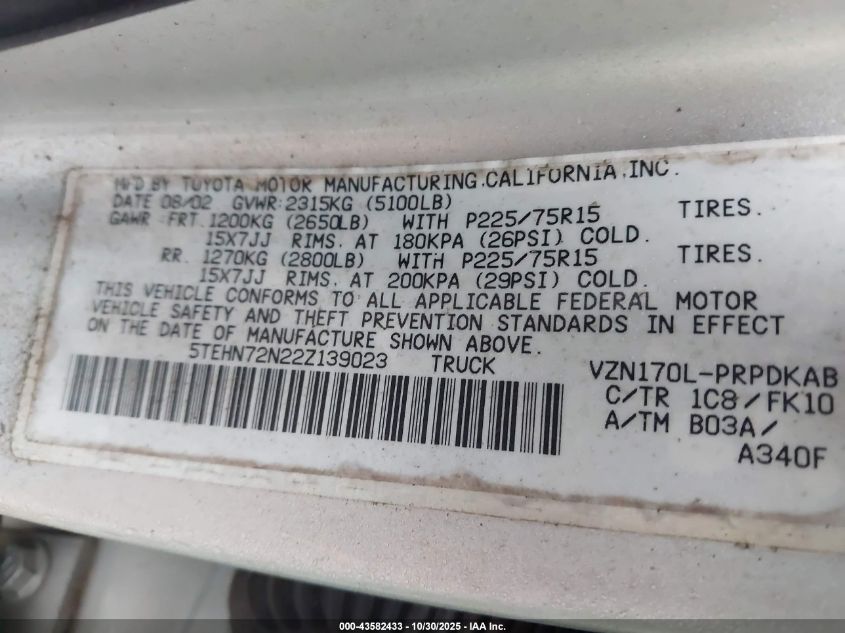 MFD BY TOYOTA MOTOR MANUFACTURING, CALIFORNIA, INC.
DATE 08/02 GVWR 2315KG (5100LB)
GAWR FRT. 1200KG (2650LB) WITH P225/75R15 TIRES.
15X7JJ RIMS. AT 180KPA (26PSI) COLD.
RR. 1270KG (2800LB) WITH P225/75R15 TIRES.
15X7JJ RIMS. AT 200KPA (29PSI) COLD.
THIS VEHICLE CONFORMS TO ALL APPLICABLE FEDERAL MOTOR
VEHICLE SAFETY AND THEFT PREVENTION STANDARDS IN EFFECT
ON THE DATE OF MANUFACTURE SHOWN ABOVE.
5TEHN72N22Z139023 TRUCK
VZN170L-PRPDKAB
C/TR 1C8/FK10
A/TM B03A/
A340F
000-43582433 - 10/30/2025 - IAA Inc.